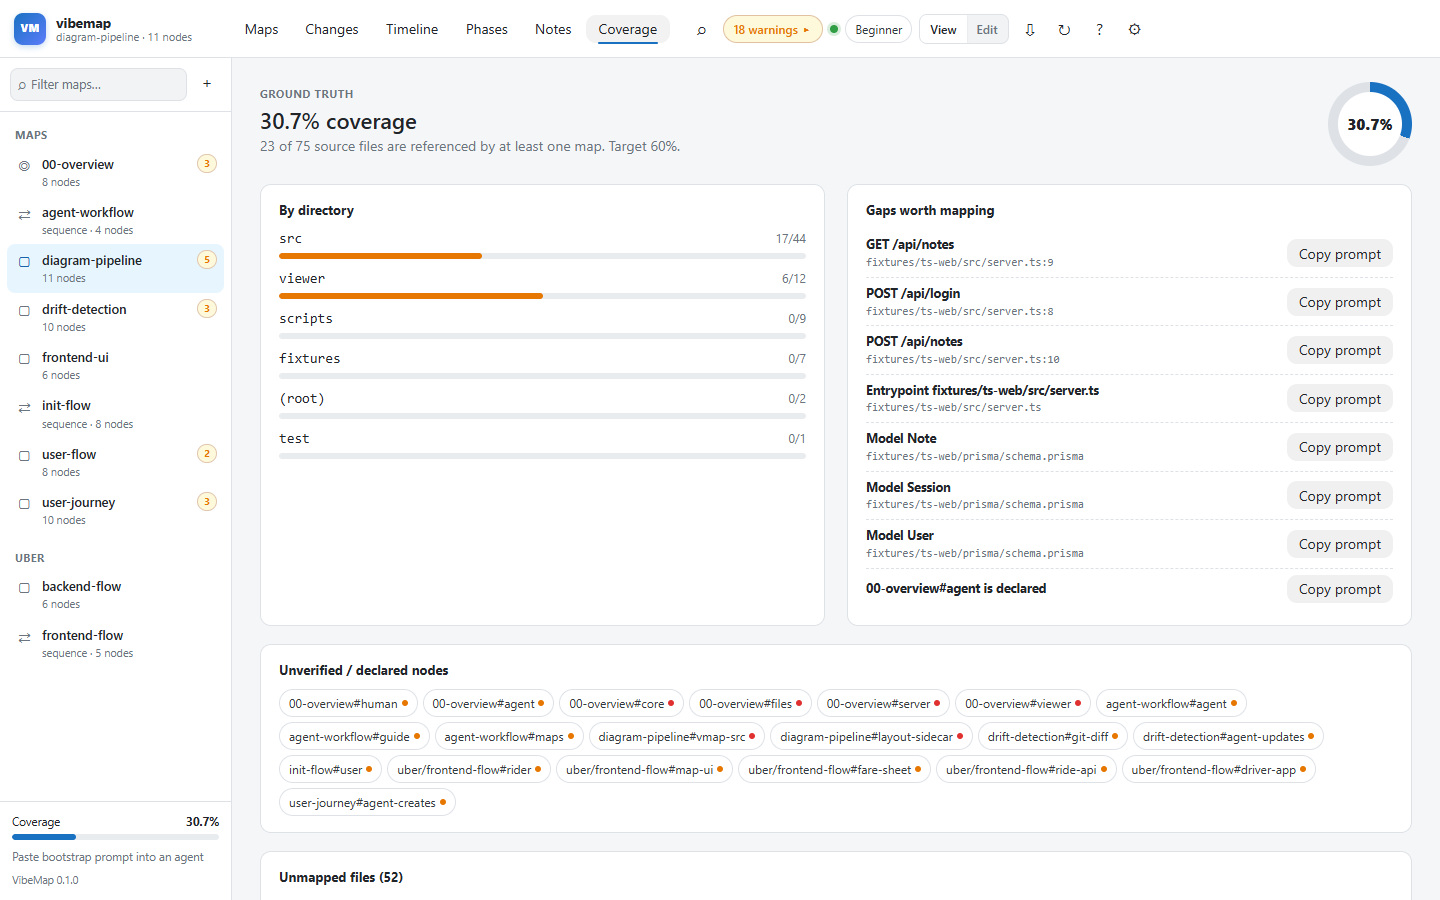 VM
vibemap
diagram-pipeline · 11 nodes
Maps
Changes
Timeline
Phases
Notes
Coverage
18 warnings ▸
Beginner
View
Edit
?
Filter maps...
+
MAPS
00-overview
3
8 nodes
agent-workflow
sequence · 4 nodes
diagram-pipeline
5
11 nodes
drift-detection
3
10 nodes
frontend-ui
6 nodes
init-flow
sequence · 8 nodes
user-flow
2
8 nodes
user-journey
3
10 nodes
UBER
backend-flow
6 nodes
frontend-flow
sequence · 5 nodes
Coverage 30.7%
Paste bootstrap prompt into an agent
VibeMap 0.1.0
GROUND TRUTH
30.7% coverage
23 of 75 source files are referenced by at least one map. Target 60%.
30.7%
By directory
src 17/44
viewer 6/12
scripts 0/9
fixtures 0/7
(root) 0/2
test 0/1
Gaps worth mapping
GET /api/notes
fixtures/ts-web/src/server.ts:9
Copy prompt
POST /api/login
fixtures/ts-web/src/server.ts:8
Copy prompt
POST /api/notes
fixtures/ts-web/src/server.ts:10
Copy prompt
Entrypoint fixtures/ts-web/src/server.ts
fixtures/ts-web/src/server.ts
Copy prompt
Model Note
fixtures/ts-web/prisma/schema.prisma
Copy prompt
Model Session
fixtures/ts-web/prisma/schema.prisma
Copy prompt
Model User
fixtures/ts-web/prisma/schema.prisma
Copy prompt
00-overview#agent is declared
Copy prompt
Unverified / declared nodes
00-overview#human 00-overview#agent 00-overview#core 00-overview#files 00-overview#server 00-overview#viewer agent-workflow#agent
agent-workflow#guide agent-workflow#maps diagram-pipeline#vmap-src diagram-pipeline#layout-sidecar drift-detection#git-diff drift-detection#agent-updates
init-flow#user uber/frontend-flow#rider uber/frontend-flow#map-ui uber/frontend-flow#fare-sheet uber/frontend-flow#ride-api uber/frontend-flow#driver-app
user-journey#agent-creates
Unmapped files (52)